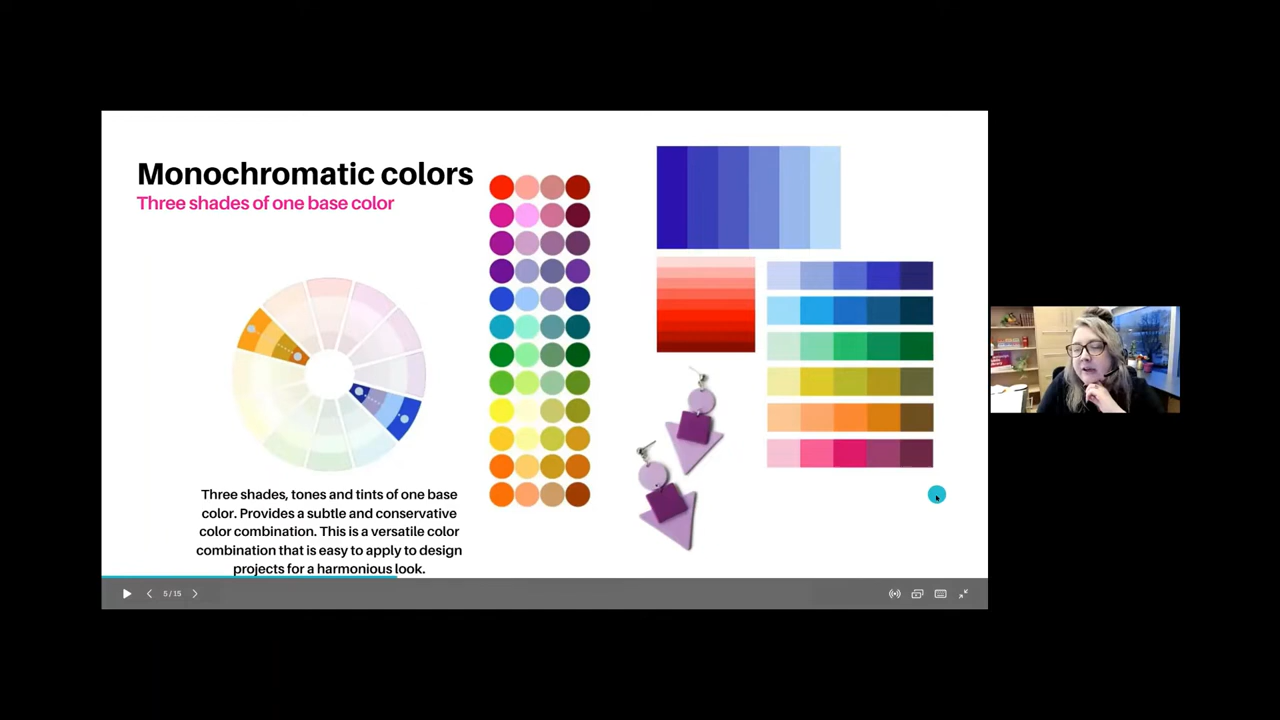 Monochromatic colors
Three shades of one base color
Three shades, tones and tints of one base
color. Provides a subtle and conservative
color combination. This is a versatile color
combination that is easy to apply to design
projects for a harmonious look.
5 / 15